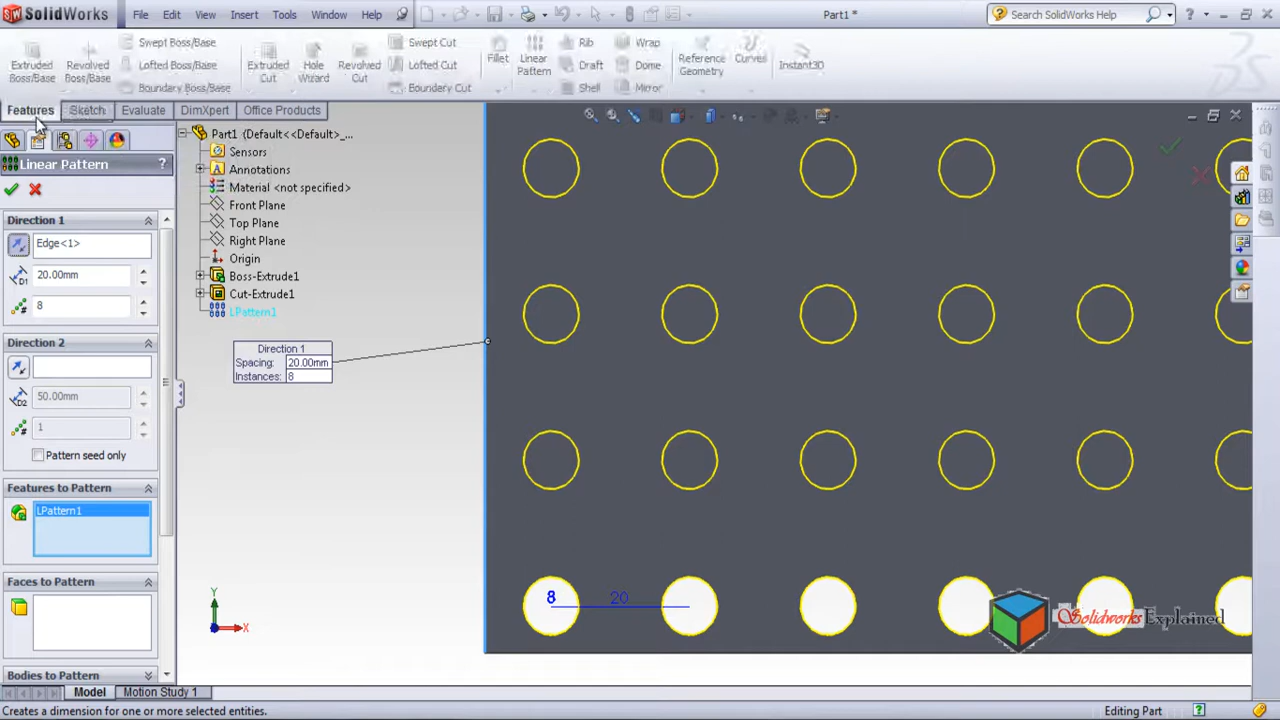 SolidWorks File Edit View Insert Tools Window Help Part1 * Search SolidWorks Help
Extruded Boss/Base
Revolved Boss/Base
Swept Boss/Base
Lofted Boss/Base
Boundary Boss/Base
Extruded Cut
Hole Wizard
Revolved Cut
Swept Cut
Lofted Cut
Boundary Cut
Fillet
Linear Pattern
Rib
Draft
Shell
Wrap
Dome
Mirror
Reference Geometry
Curves
Instant3D
Features Sketch Evaluate DimXpert Office Products
Linear Pattern ?
Direction 1
Edge<1>
D1 20.00mm
8
Direction 2
D2 50.00mm
1
Pattern seed only
Features to Pattern
LPattern1
Faces to Pattern
Bodies to Pattern
Part1 (Default<<Default>_...
Sensors
Annotations
Material <not specified>
Front Plane
Top Plane
Right Plane
Origin
Boss-Extrude1
Cut-Extrude1
LPattern1
Direction 1
Spacing: 20.00mm
Instances: 8
8 20
Y
X
Solidworks Explained
Model Motion Study 1
Creates a dimension for one or more selected entities. Editing Part